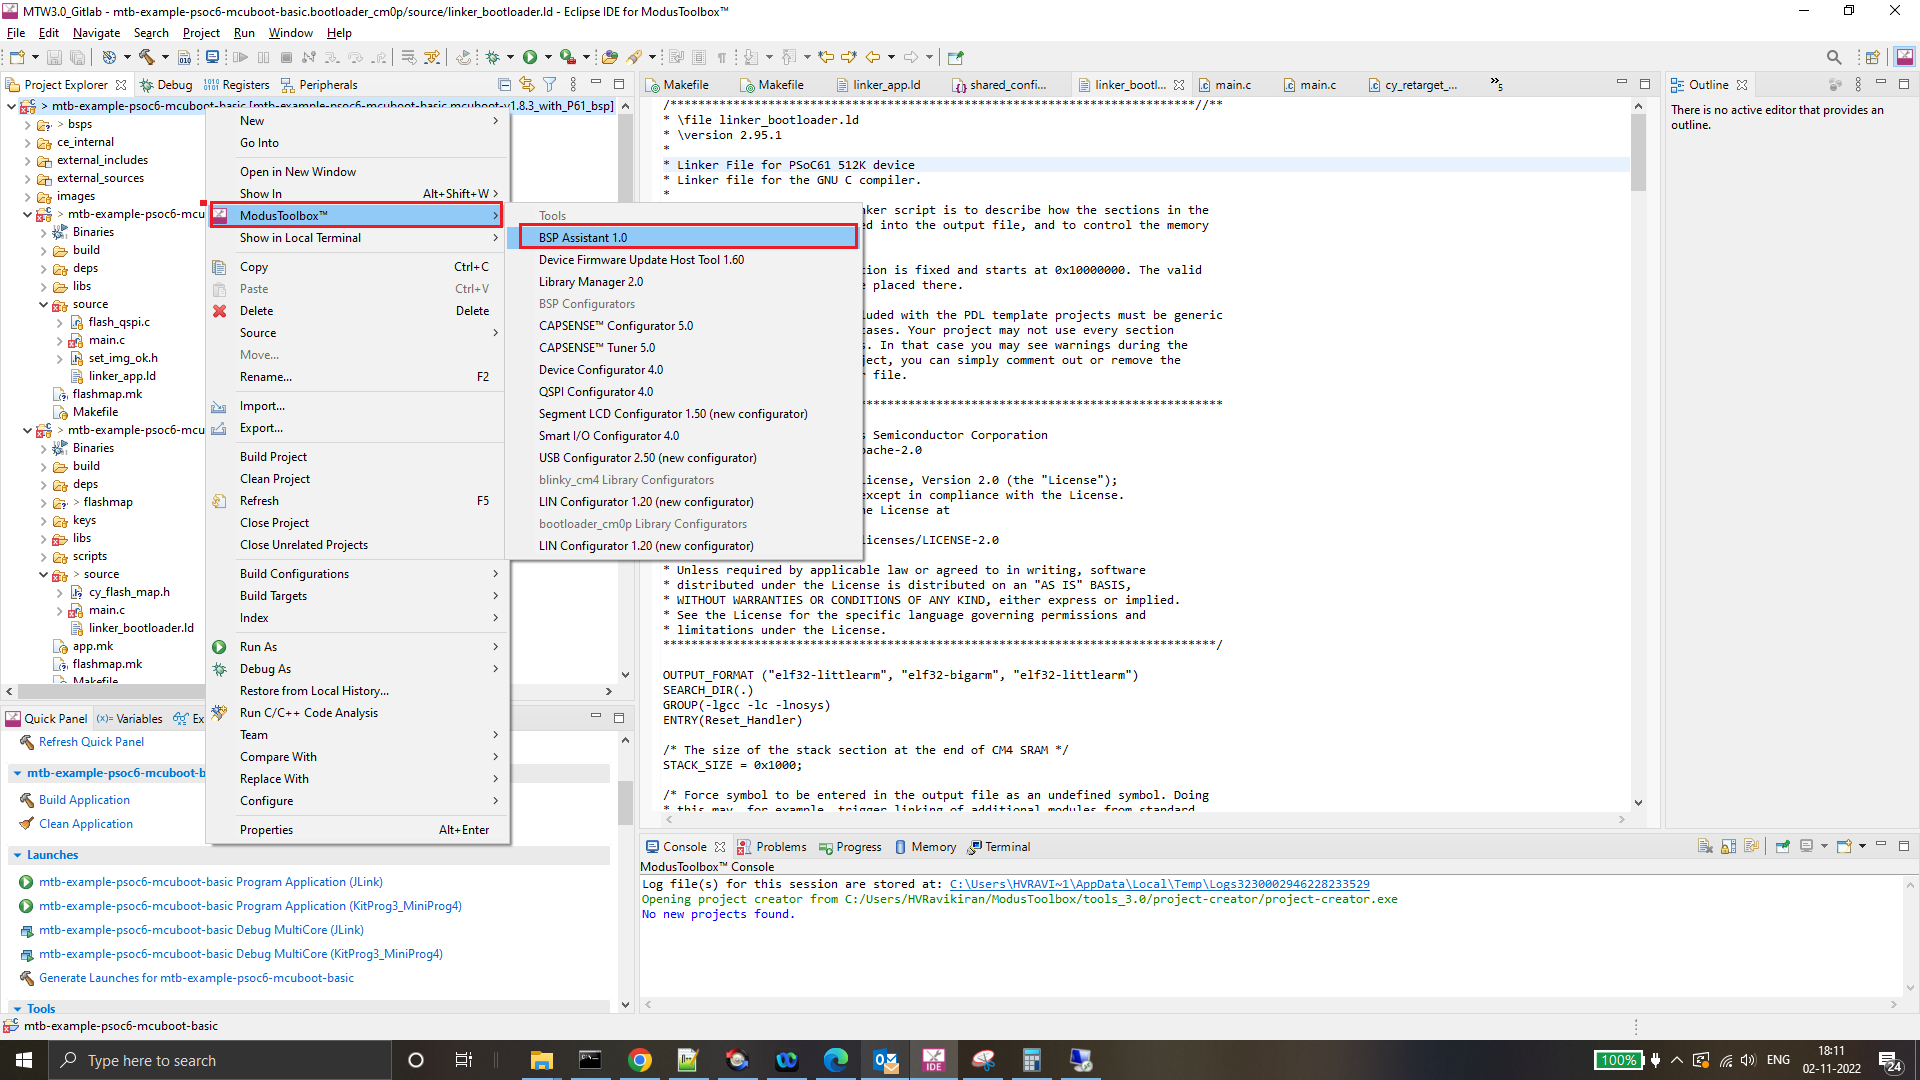 MTW3.0_Gitlab - mtb-example-psoc6-mcuboot-basic.bootloader_cm0p/source/linker_bootloader.ld - Eclipse IDE for ModusToolbox™
File Edit Navigate Search Project Run Window Help
Project Explorer Debug Registers Peripherals
> mtb-example-psoc6-mcuboot-basic [mtb-example-psoc6-mcuboot-basic mcuboot-v1.8.3_with_P61_bsp]
> bsps
ce_internal
external_includes
external_sources
images
> mtb-example-psoc6-mcu
Binaries
build
deps
libs
source
flash_qspi.c
main.c
set_img_ok.h
linker_app.ld
flashmap.mk
Makefile
> mtb-example-psoc6-mcu
Binaries
build
deps
> flashmap
keys
libs
scripts
> source
cy_flash_map.h
main.c
linker_bootloader.ld
app.mk
flashmap.mk
Makefile
New
Go Into
Open in New Window
Show In Alt+Shift+W
ModusToolbox™
Show in Local Terminal
Copy Ctrl+C
Paste Ctrl+V
Delete Delete
Source
Move...
Rename... F2
Import...
Export...
Build Project
Clean Project
Refresh F5
Close Project
Close Unrelated Projects
Build Configurations
Build Targets
Index
Run As
Debug As
Restore from Local History...
Run C/C++ Code Analysis
Team
Compare With
Replace With
Configure
Properties Alt+Enter
Tools
BSP Assistant 1.0
Device Firmware Update Host Tool 1.60
Library Manager 2.0
BSP Configurators
CAPSENSE™ Configurator 5.0
CAPSENSE™ Tuner 5.0
Device Configurator 4.0
QSPI Configurator 4.0
Segment LCD Configurator 1.50 (new configurator)
Smart I/O Configurator 4.0
USB Configurator 2.50 (new configurator)
blinky_cm4 Library Configurators
LIN Configurator 1.20 (new configurator)
bootloader_cm0p Library Configurators
LIN Configurator 1.20 (new configurator)
Makefile Makefile linker_app.ld shared_confi... linker_bootl... main.c main.c cy_retarget_... »5
/*******************************************************************************//**
* \file linker_bootloader.ld
* \version 2.95.1
*
* Linker File for PSoC61 512K device
* Linker file for the GNU C compiler.
*
ker script is to describe how the sections in the
ed into the output file, and to control the memory
ion is fixed and starts at 0x10000000. The valid
e placed there.
luded with the PDL template projects must be generic
cases. Your project may not use every section
s. In that case you may see warnings during the
ject, you can simply comment out or remove the
r file.
******************************************************
s Semiconductor Corporation
ache-2.0
icense, Version 2.0 (the "License");
except in compliance with the License.
he License at
licenses/LICENSE-2.0
* Unless required by applicable law or agreed to in writing, software
* distributed under the License is distributed on an "AS IS" BASIS,
* WITHOUT WARRANTIES OR CONDITIONS OF ANY KIND, either express or implied.
* See the License for the specific language governing permissions and
* limitations under the License.
*******************************************************************************/
OUTPUT_FORMAT ("elf32-littlearm", "elf32-bigarm", "elf32-littlearm")
SEARCH_DIR(.)
GROUP(-lgcc -lc -lnosys)
ENTRY(Reset_Handler)
/* The size of the stack section at the end of CM4 SRAM */
STACK_SIZE = 0x1000;
/* Force symbol to be entered in the output file as an undefined symbol. Doing
* this may, for example, trigger linking of additional modules from standard
Outline
There is no active editor that provides an
outline.
Quick Panel (x)= Variables Ex
Refresh Quick Panel
mtb-example-psoc6-mcuboot-b
Build Application
Clean Application
Launches
mtb-example-psoc6-mcuboot-basic Program Application (JLink)
mtb-example-psoc6-mcuboot-basic Program Application (KitProg3_MiniProg4)
mtb-example-psoc6-mcuboot-basic Debug MultiCore (JLink)
mtb-example-psoc6-mcuboot-basic Debug MultiCore (KitProg3_MiniProg4)
Generate Launches for mtb-example-psoc6-mcuboot-basic
Tools
Console Problems Progress Memory Terminal
ModusToolbox™ Console
Log file(s) for this session are stored at: C:\Users\HVRAVI~1\AppData\Local\Temp\Logs3230002946228233529
Opening project creator from C:/Users/HVRavikiran/ModusToolbox/tools_3.0/project-creator/project-creator.exe
No new projects found.
mtb-example-psoc6-mcuboot-basic
Type here to search
IDE
100%
ENG
18:11
02-11-2022
24